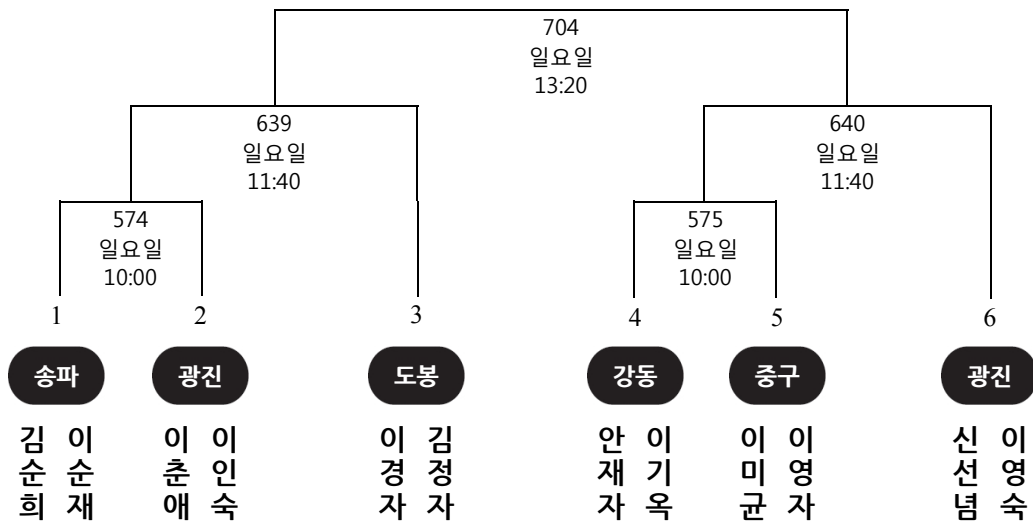 704
일요일
13:20
639
일요일
11:40
640
일요일
11:40
574
일요일
10:00
575
일요일
10:00
1 2 3 4 5 6
송파 광진 도봉 강동 중구 광진
김순희 이순재 이춘애 이인숙 이경자 김정자 안재자 이기옥 이미균 이영자 신선념 이영숙